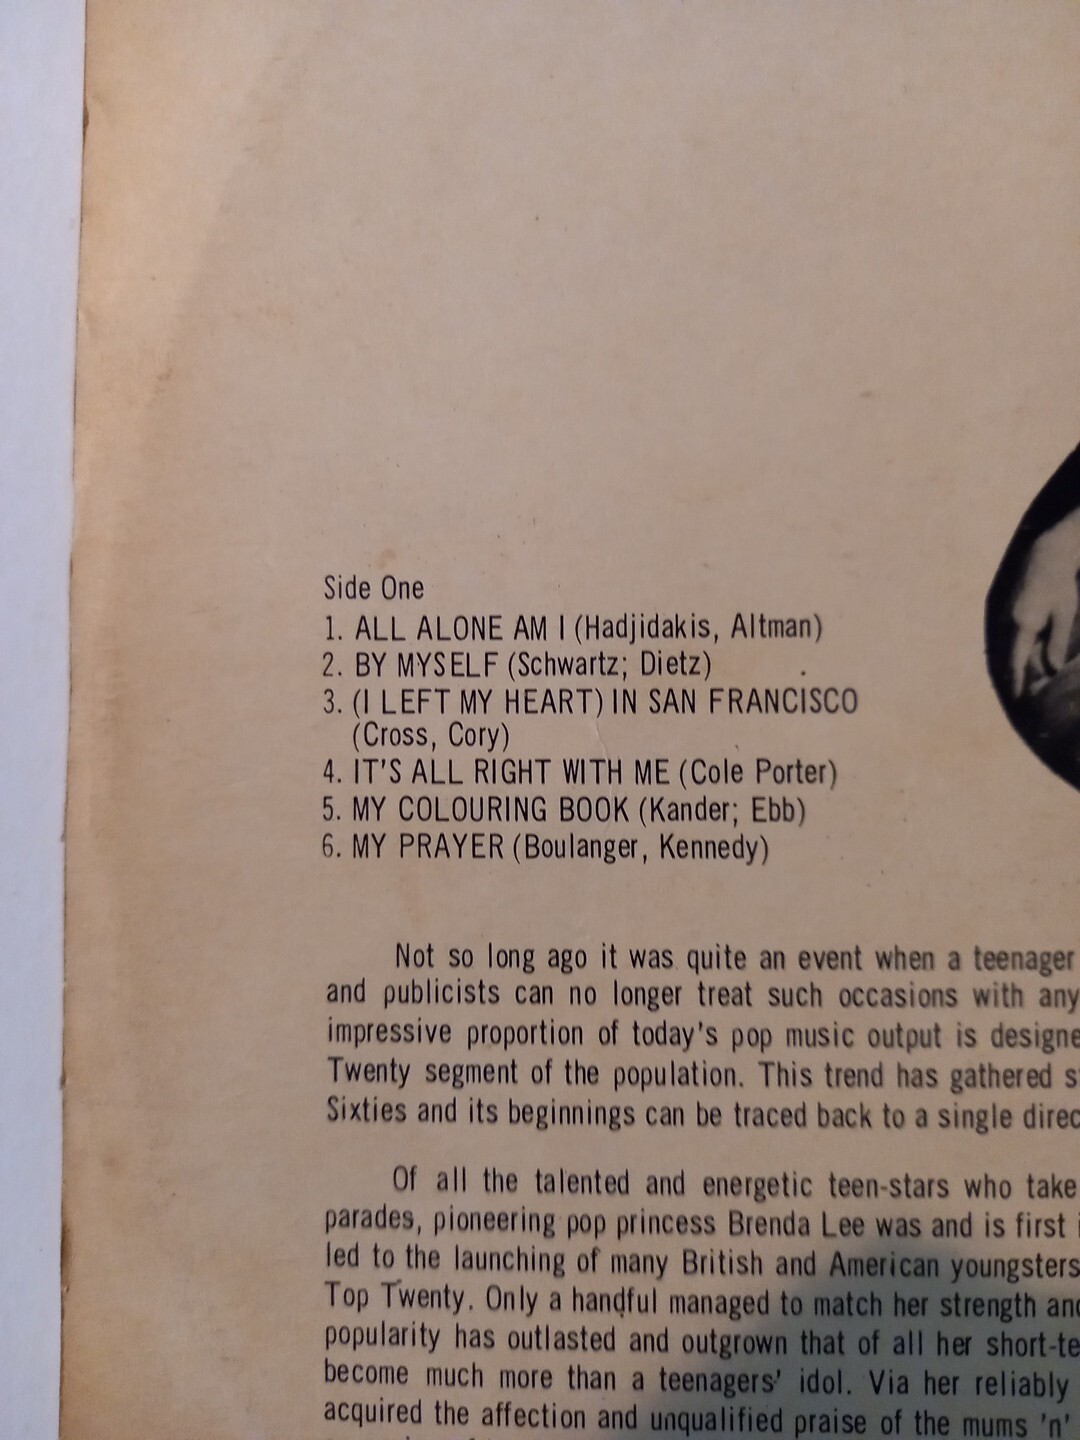 Side One
1. ALL ALONE AM I (Hadjidakis, Altman)
2. BY MYSELF (Schwartz; Dietz)
3. (I LEFT MY HEART) IN SAN FRANCISCO
(Cross, Cory)
4. IT'S ALL RIGHT WITH ME (Cole Porter)
5. MY COLOURING BOOK (Kander; Ebb)
6. MY PRAYER (Boulanger, Kennedy)
Not so long ago it was quite an event when a teenager
and publicists can no longer treat such occasions with any
impressive proportion of today's pop music output is designe
Twenty segment of the population. This trend has gathered s
Sixties and its beginnings can be traced back to a single direc
Of all the talented and energetic teen-stars who take
parades, pioneering pop princess Brenda Lee was and is first
led to the launching of many British and American youngsters
Top Twenty. Only a handful managed to match her strength and
popularity has outlasted and outgrown that of all her short-te
become much more than a teenagers' idol. Via her reliably
acquired the affection and unqualified praise of the mums 'n'